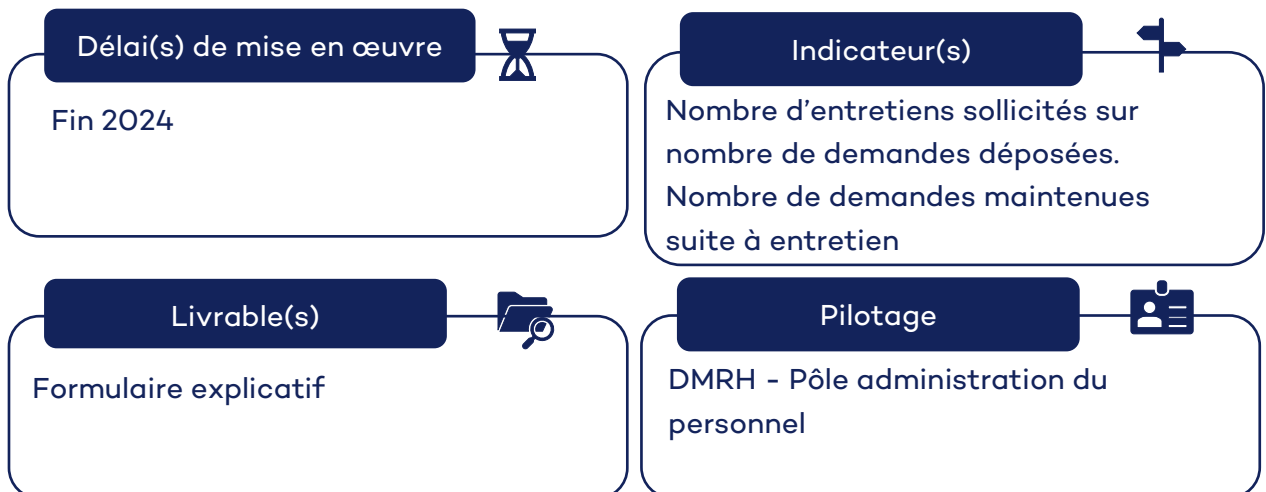 Délai(s) de mise en œuvre
Fin 2024
Indicateur(s)
Nombre d'entretiens sollicités sur
nombre de demandes déposées.
Nombre de demandes maintenues
suite à entretien
Livrable(s)
Formulaire explicatif
Pilotage
DMRH - Pôle administration du
personnel